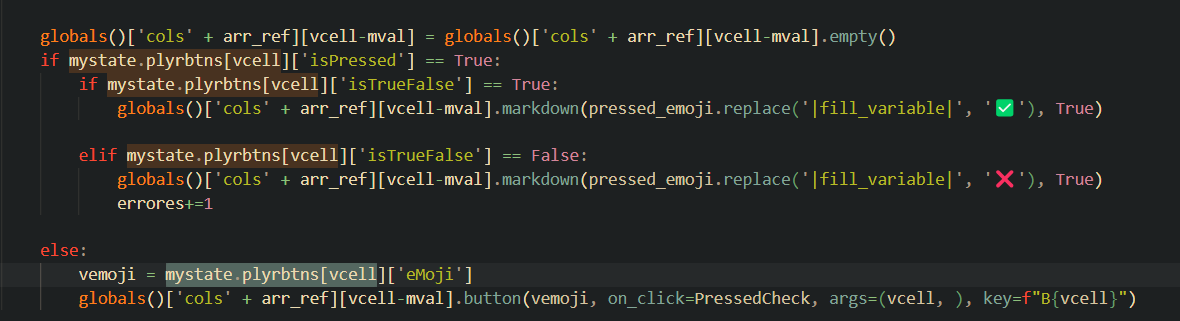 globals()['cols' + arr_ref][vcell-mval] = globals()['cols' + arr_ref][vcell-mval].empty()
if mystate.plyrbtns[vcell]['isPressed'] == True:
    if mystate.plyrbtns[vcell]['isTrueFalse'] == True:
        globals()['cols' + arr_ref][vcell-mval].markdown(pressed_emoji.replace('|fill_variable|', '✅'), True)
    elif mystate.plyrbtns[vcell]['isTrueFalse'] == False:
        globals()['cols' + arr_ref][vcell-mval].markdown(pressed_emoji.replace('|fill_variable|', '❌'), True)
        errores+=1
else:
    vemoji = mystate.plyrbtns[vcell]['eMoji']
    globals()['cols' + arr_ref][vcell-mval].button(vemoji, on_click=PressedCheck, args=(vcell, ), key=f"B{vcell}")